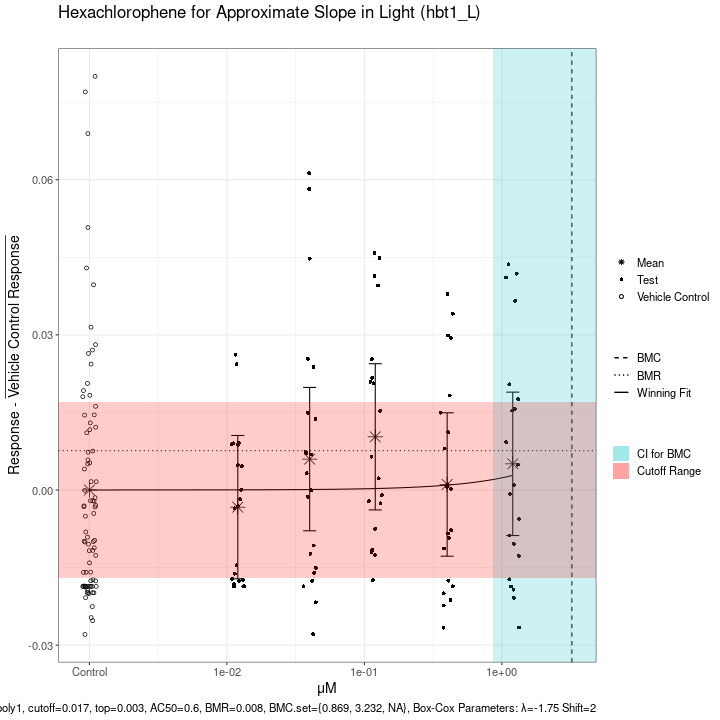 Hexachlorophene for Approximate Slope in Light (hbt1_L)
Response - Vehicle Control Response
0.06
0.03
0.00
-0.03
Control
1e-02
1e-01
1e+00
µM
Mean
Test
Vehicle Control
BMC
BMR
Winning Fit
CI for BMC
Cutoff Range
poly1, cutoff=0.017, top=0.003, AC50=0.6, BMR=0.008, BMC.set={0.869, 3.232, NA}, Box-Cox Parameters: λ=-1.75 Shift=2